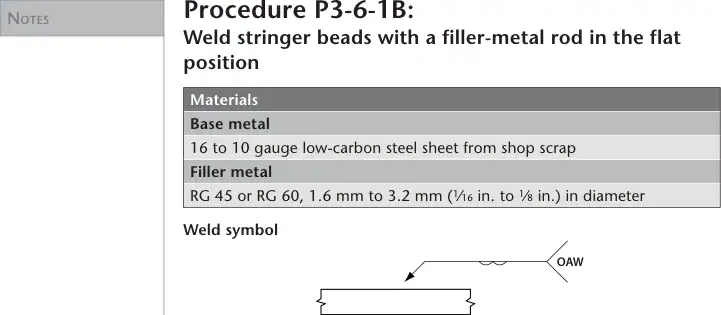 NOTES
Procedure P3-6-1B:
Weld stringer beads with a filler-metal rod in the flat
position
Materials
Base metal
16 to 10 gauge low-carbon steel sheet from shop scrap
Filler metal
RG 45 or RG 60, 1.6 mm to 3.2 mm (1⁄16 in. to 1⁄8 in.) in diameter
Weld symbol
OAW